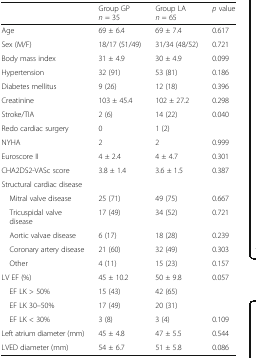 Group GP Group LA p value
n = 35 n = 65
Age 69 ± 6.4 69 ± 7.4 0.617
Sex (M/F) 18/17 (51/49) 31/34 (48/52) 0.721
Body mass index 31 ± 4.9 30 ± 4.9 0.099
Hypertension 32 (91) 53 (81) 0.186
Diabetes mellitus 9 (26) 12 (18) 0.396
Creatinine 103 ± 45.4 102 ± 27.2 0.298
Stroke/TIA 2 (6) 14 (22) 0.040
Redo cardiac surgery 0 1 (2)
NYHA 2 2 0.999
Euroscore II 4 ± 2.4 4 ± 4.7 0.301
CHA2DS2-VASc score 3.8 ± 1.4 3.6 ± 1.5 0.387
Structural cardiac disease
Mitral valve disease 25 (71) 49 (75) 0.667
Tricuspidal valve 17 (49) 34 (52) 0.721
disease
Aortic valvae disease 6 (17) 18 (28) 0.239
Coronary artery disease 21 (60) 32 (49) 0.303
Other 4 (11) 15 (23) 0.157
LV EF (%) 45 ± 10.2 50 ± 9.8 0.057
EF LK > 50% 15 (43) 42 (65)
EF LK 30–50% 17 (49) 20 (31)
EF LK < 30% 3 (8) 3 (4) 0.109
Left atrium diameter (mm) 45 ± 4.8 47 ± 5.5 0.544
LVED diameter (mm) 54 ± 6.7 51 ± 5.8 0.086